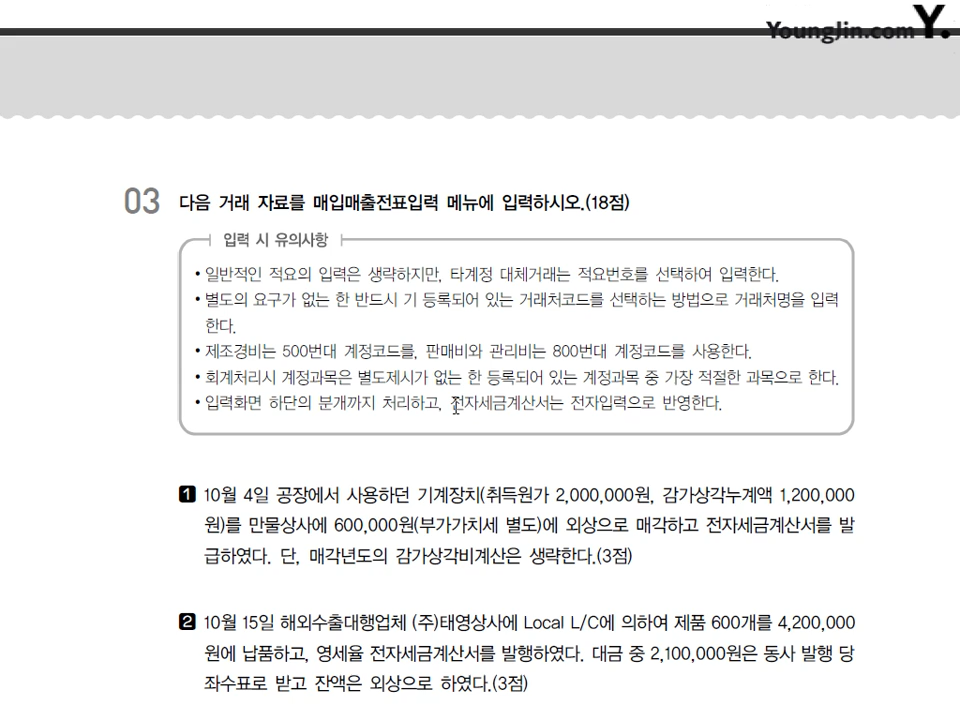 YoungJin.com Y.
03 다음 거래 자료를 매입매출전표입력 메뉴에 입력하시오.(18점)
입력 시 유의사항
• 일반적인 적요의 입력은 생략하지만, 타계정 대체거래는 적요번호를 선택하여 입력한다.
• 별도의 요구가 없는 한 반드시 기 등록되어 있는 거래처코드를 선택하는 방법으로 거래처명을 입력
한다.
• 제조경비는 500번대 계정코드를, 판매비와 관리비는 800번대 계정코드를 사용한다.
• 회계처리시 계정과목은 별도제시가 없는 한 등록되어 있는 계정과목 중 가장 적절한 과목으로 한다.
• 입력화면 하단의 분개까지 처리하고, 전자세금계산서는 전자입력으로 반영한다.
1 10월 4일 공장에서 사용하던 기계장치(취득원가 2,000,000원, 감가상각누계액 1,200,000
원)를 만물상사에 600,000원(부가가치세 별도)에 외상으로 매각하고 전자세금계산서를 발
급하였다. 단, 매각년도의 감가상각비계산은 생략한다.(3점)
2 10월 15일 해외수출대행업체 (주)태영상사에 Local L/C에 의하여 제품 600개를 4,200,000
원에 납품하고, 영세율 전자세금계산서를 발행하였다. 대금 중 2,100,000원은 동사 발행 당
좌수표로 받고 잔액은 외상으로 하였다.(3점)